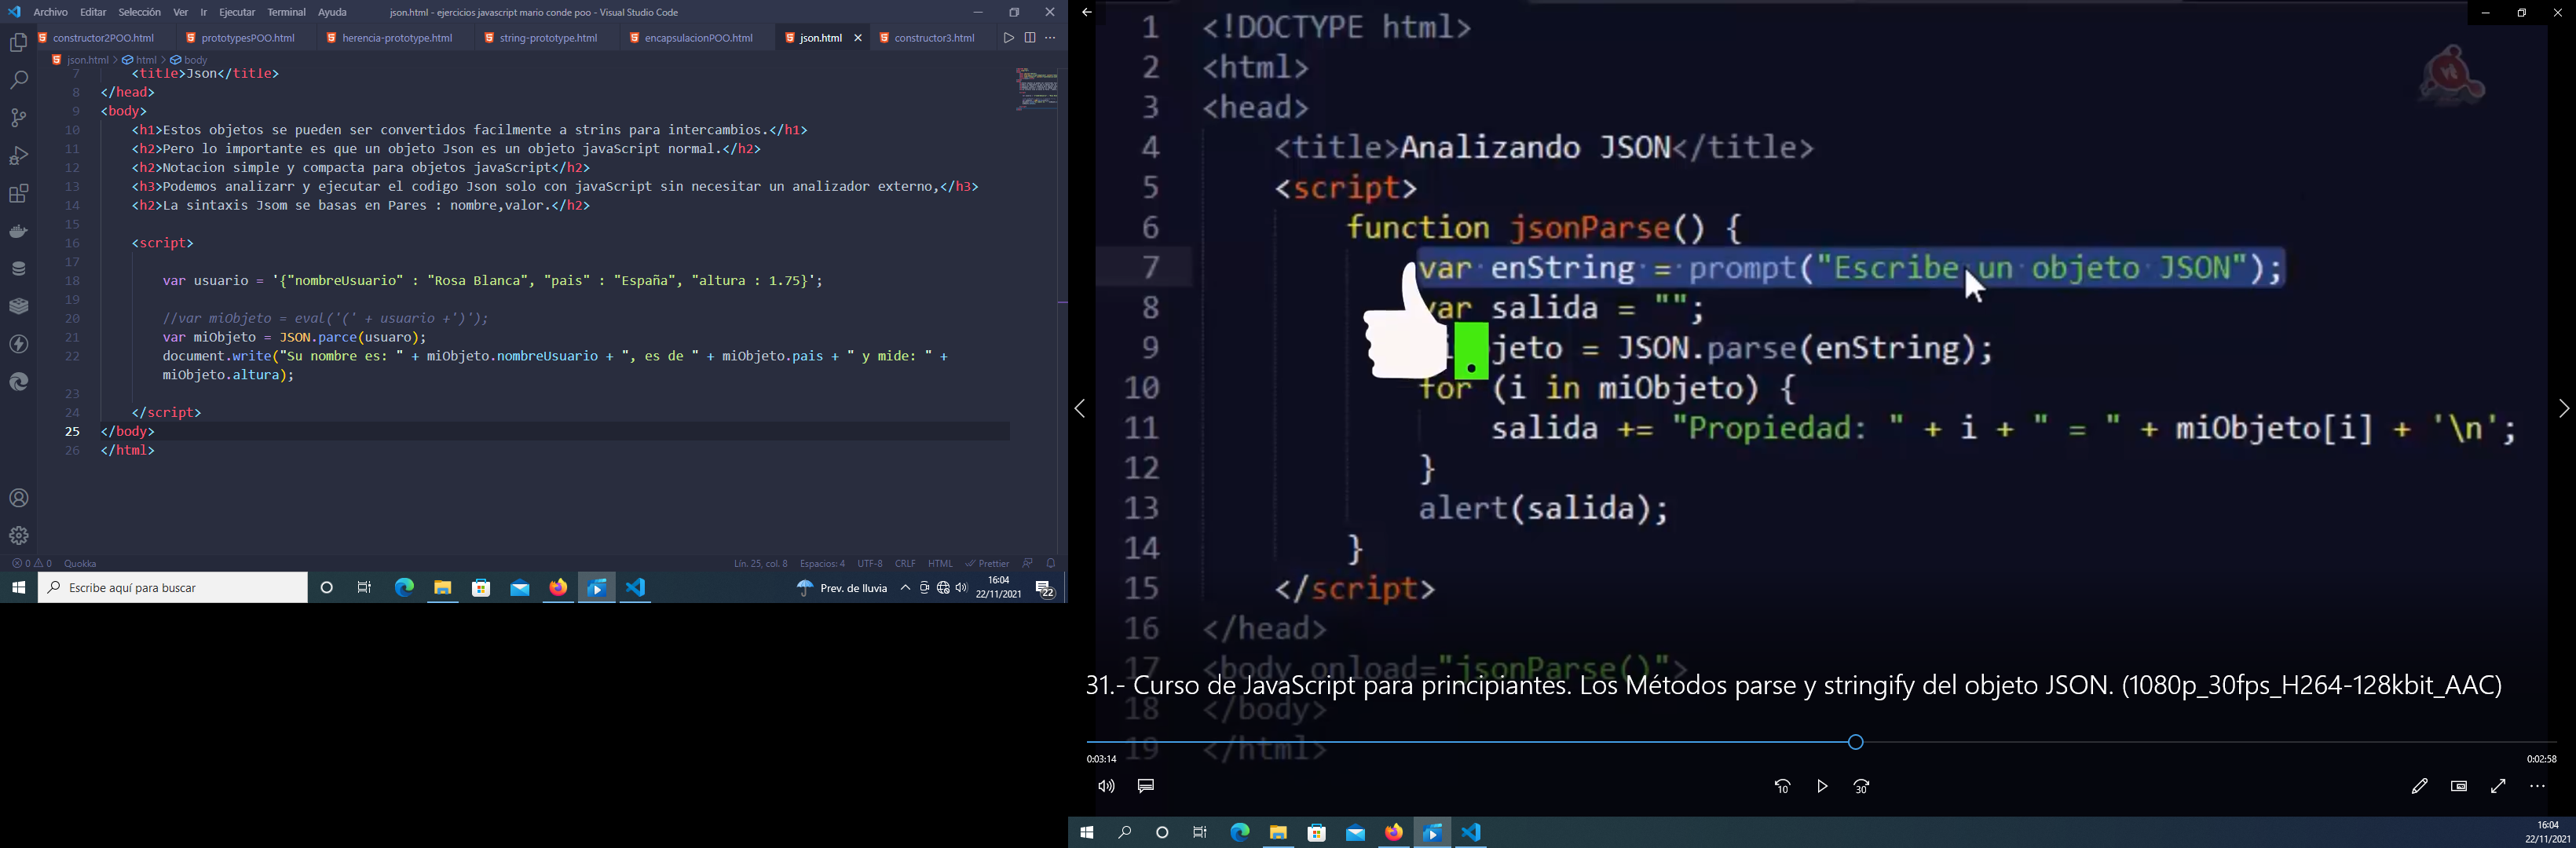 Archivo Editar Selección Ver Ir Ejecutar Terminal Ayuda json.html - ejercicios javascript mario conde poo - Visual Studio Code
constructor2POO.html prototypesPOO.html herencia-prototype.html string-prototype.html encapsulacionPOO.html json.html constructor3.html
json.html > html > body
7 <title>Json</title>
8 </head>
9 <body>
10 <h1>Estos objetos se pueden ser convertidos facilmente a strins para intercambios.</h1>
11 <h2>Pero lo importante es que un objeto Json es un objeto javaScript normal.</h2>
12 <h2>Notacion simple y compacta para objetos javaScript</h2>
13 <h3>Podemos analizarr y ejecutar el codigo Json solo con javaScript sin necesitar un analizador externo,</h3>
14 <h2>La sintaxis Jsom se basas en Pares : nombre,valor.</h2>
15
16 <script>
17
18 var usuario = '{"nombreUsuario" : "Rosa Blanca", "pais" : "España", "altura : 1.75}';
19
20 //var miObjeto = eval('(' + usuario +')');
21 var miObjeto = JSON.parce(usuaro);
22 document.write("Su nombre es: " + miObjeto.nombreUsuario + ", es de " + miObjeto.pais + " y mide: " +
miObjeto.altura);
23
24 </script>
25 </body>
26 </html>
0 0 Quokka Lín. 25, col. 8 Espacios: 4 UTF-8 CRLF HTML Prettier
Escribe aquí para buscar Prev. de lluvia 16:04
22/11/2021 22
1 <!DOCTYPE html>
2 <html>
3 <head>
4 <title>Analizando JSON</title>
5 <script>
6 function jsonParse() {
7 var enString = prompt("Escribe un objeto JSON");
8 var salida = "";
9 jeto = JSON.parse(enString);
10 for (i in miObjeto) {
11 salida += "Propiedad: " + i + " = " + miObjeto[i] + '\n';
12 }
13 alert(salida);
14 }
15 </script>
16 </head>
17 <body onload="jsonParse()">
31.- Curso de JavaScript para principiantes. Los Métodos parse y stringify del objeto JSON. (1080p_30fps_H264-128kbit_AAC)
18 </body>
19 </html>
0:03:14 0:02:58
10 30
16:04
22/11/2021